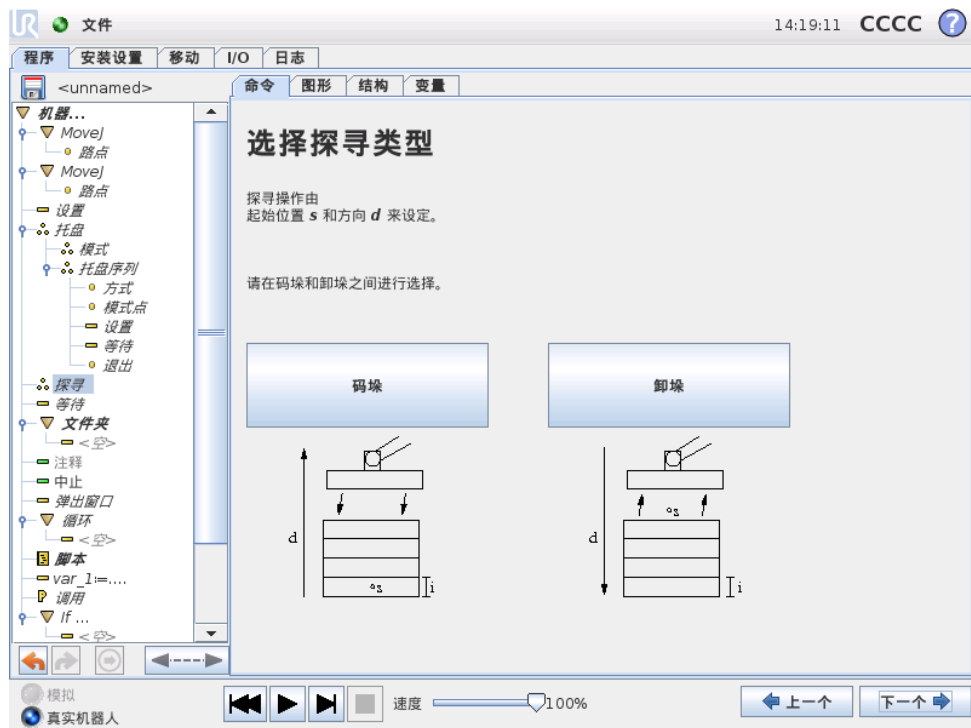 UR 文件 14:19:11 CCCC ?
程序 安装设置 移动 I/O 日志
<unnamed>
命令 图形 结构 变量
机器...
MoveJ
路点
MoveJ
路点
设置
托盘
模式
托盘序列
方式
模式点
设置
等待
退出
探寻
等待
文件夹
<空>
注释
中止
弹出窗口
循环
<空>
脚本
var_1:=....
P 调用
If ...
<空>
选择探寻类型
探寻操作由
起始位置 s 和方向 d 来设定。
请在码垛和卸垛之间进行选择。
码垛
卸垛
d
s
i
d
s
i
模拟
真实机器人
速度 100%
上一个
下一个